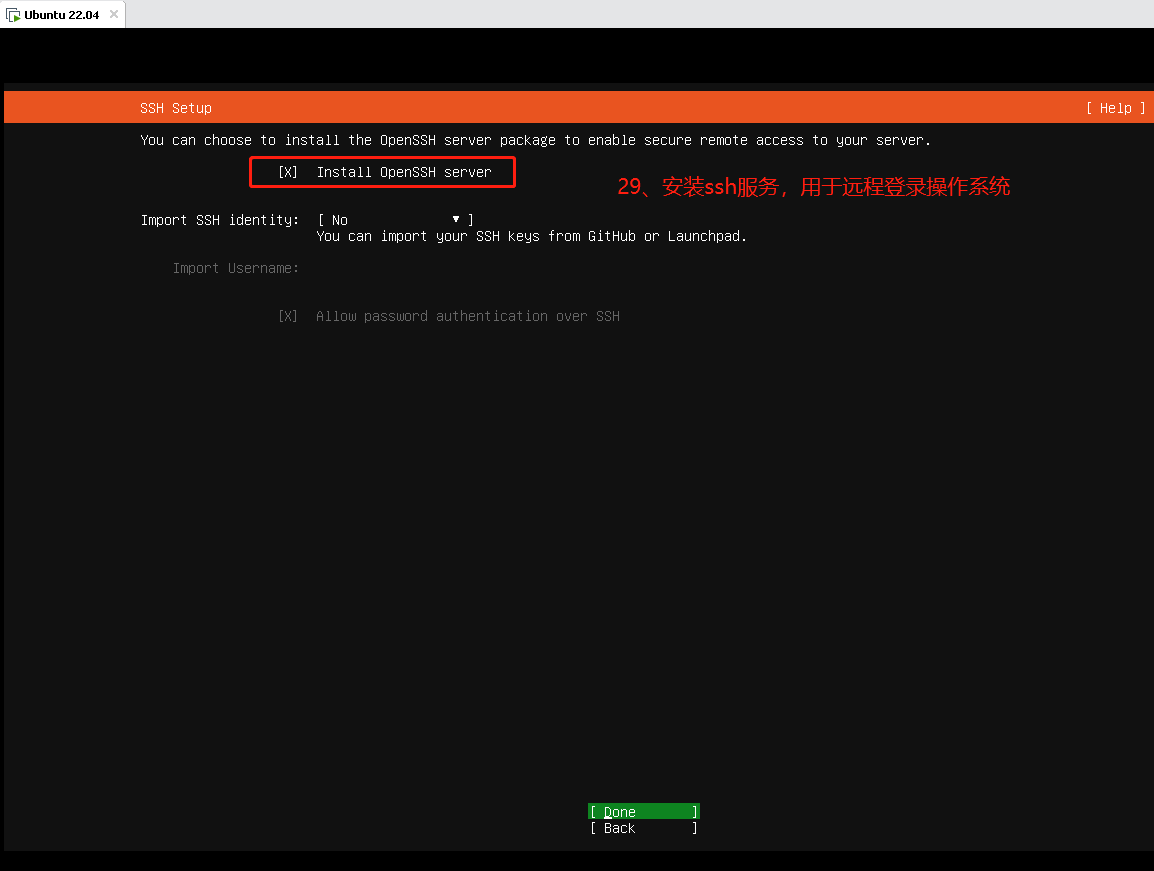 Ubuntu 22.04
SSH Setup [ Help ]
You can choose to install the OpenSSH server package to enable secure remote access to your server.
[X] Install OpenSSH server
29、安装ssh服务，用于远程登录操作系统
Import SSH identity: [ No ▼ ]
You can import your SSH keys from GitHub or Launchpad.
Import Username:
[X] Allow password authentication over SSH
[ Done ]
[ Back ]